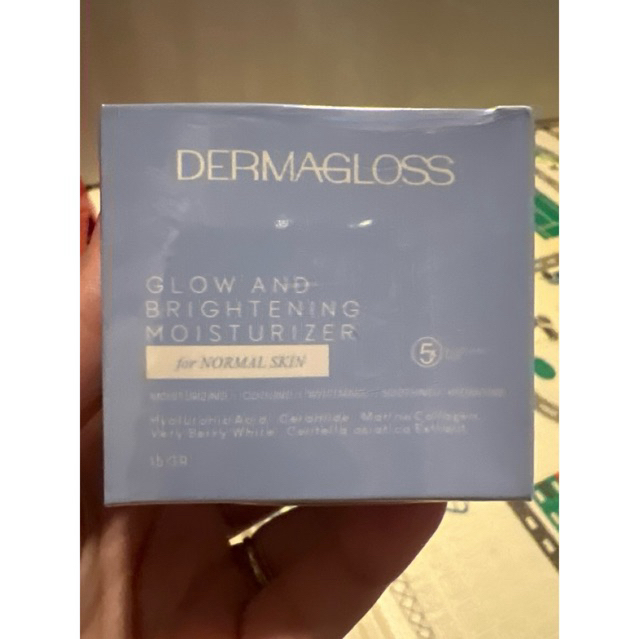 DERMAGLOSS
GLOW AND
BRIGHTENING
MOISTURIZER
for NORMAL SKIN
5
Hyaluronic Acid Ceramide Marine Collagen
Very Berry White Centella asiatica Extract
15 GR